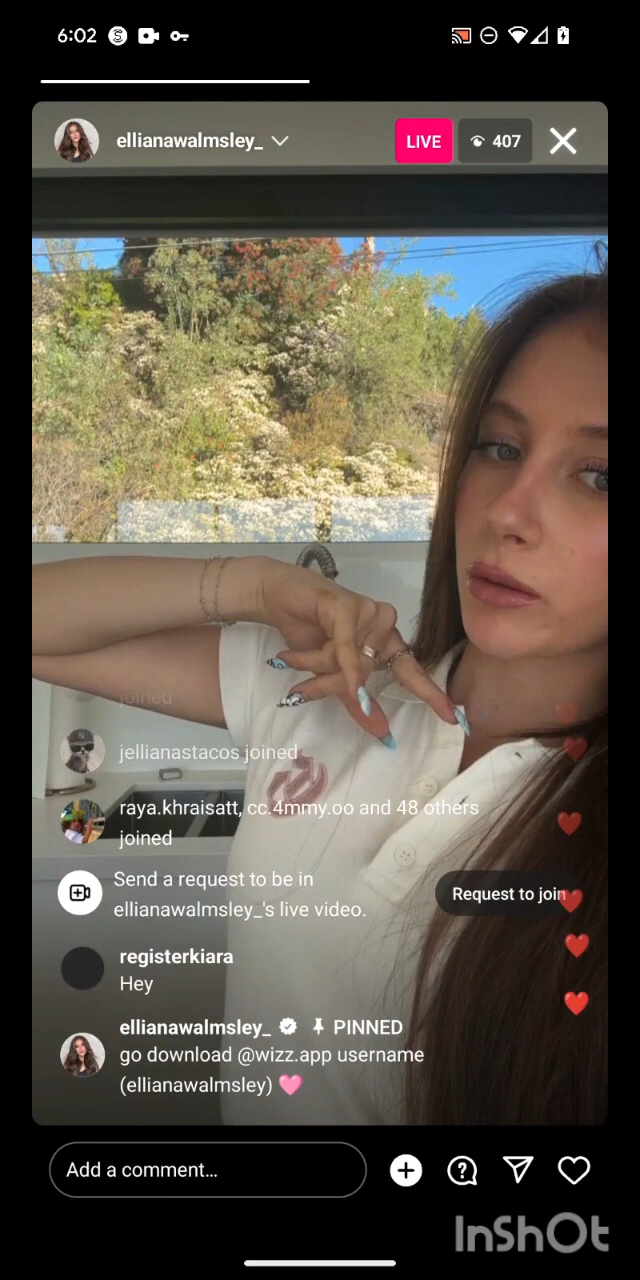 6:02
ellianawalmsley_
LIVE
407
joined
jellianastacos joined
raya.khraisatt, cc.4mmy.oo and 48 others
joined
Send a request to be in
ellianawalmsley_'s live video.
Request to join
registerkiara
Hey
ellianawalmsley_ PINNED
go download @wizz.app username
(ellianawalmsley) 🩷
Add a comment...
InShOt